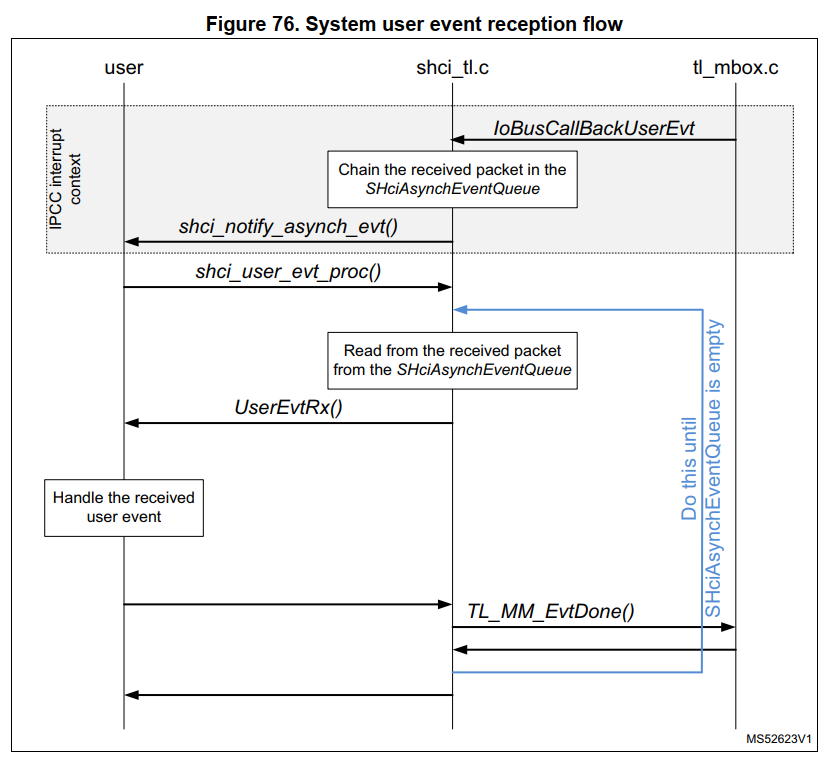 Figure 76. System user event reception flow
user
shci_tl.c
tl_mbox.c
IPCC interrupt
context
IoBusCallBackUserEvt
Chain the received packet in the
SHciAsynchEventQueue
shci_notify_asynch_evt()
shci_user_evt_proc()
Read from the received packet
from the SHciAsynchEventQueue
UserEvtRx()
Do this until
SHciAsynchEventQueue is empty
Handle the received
user event
TL_MM_EvtDone()
MS52623V1